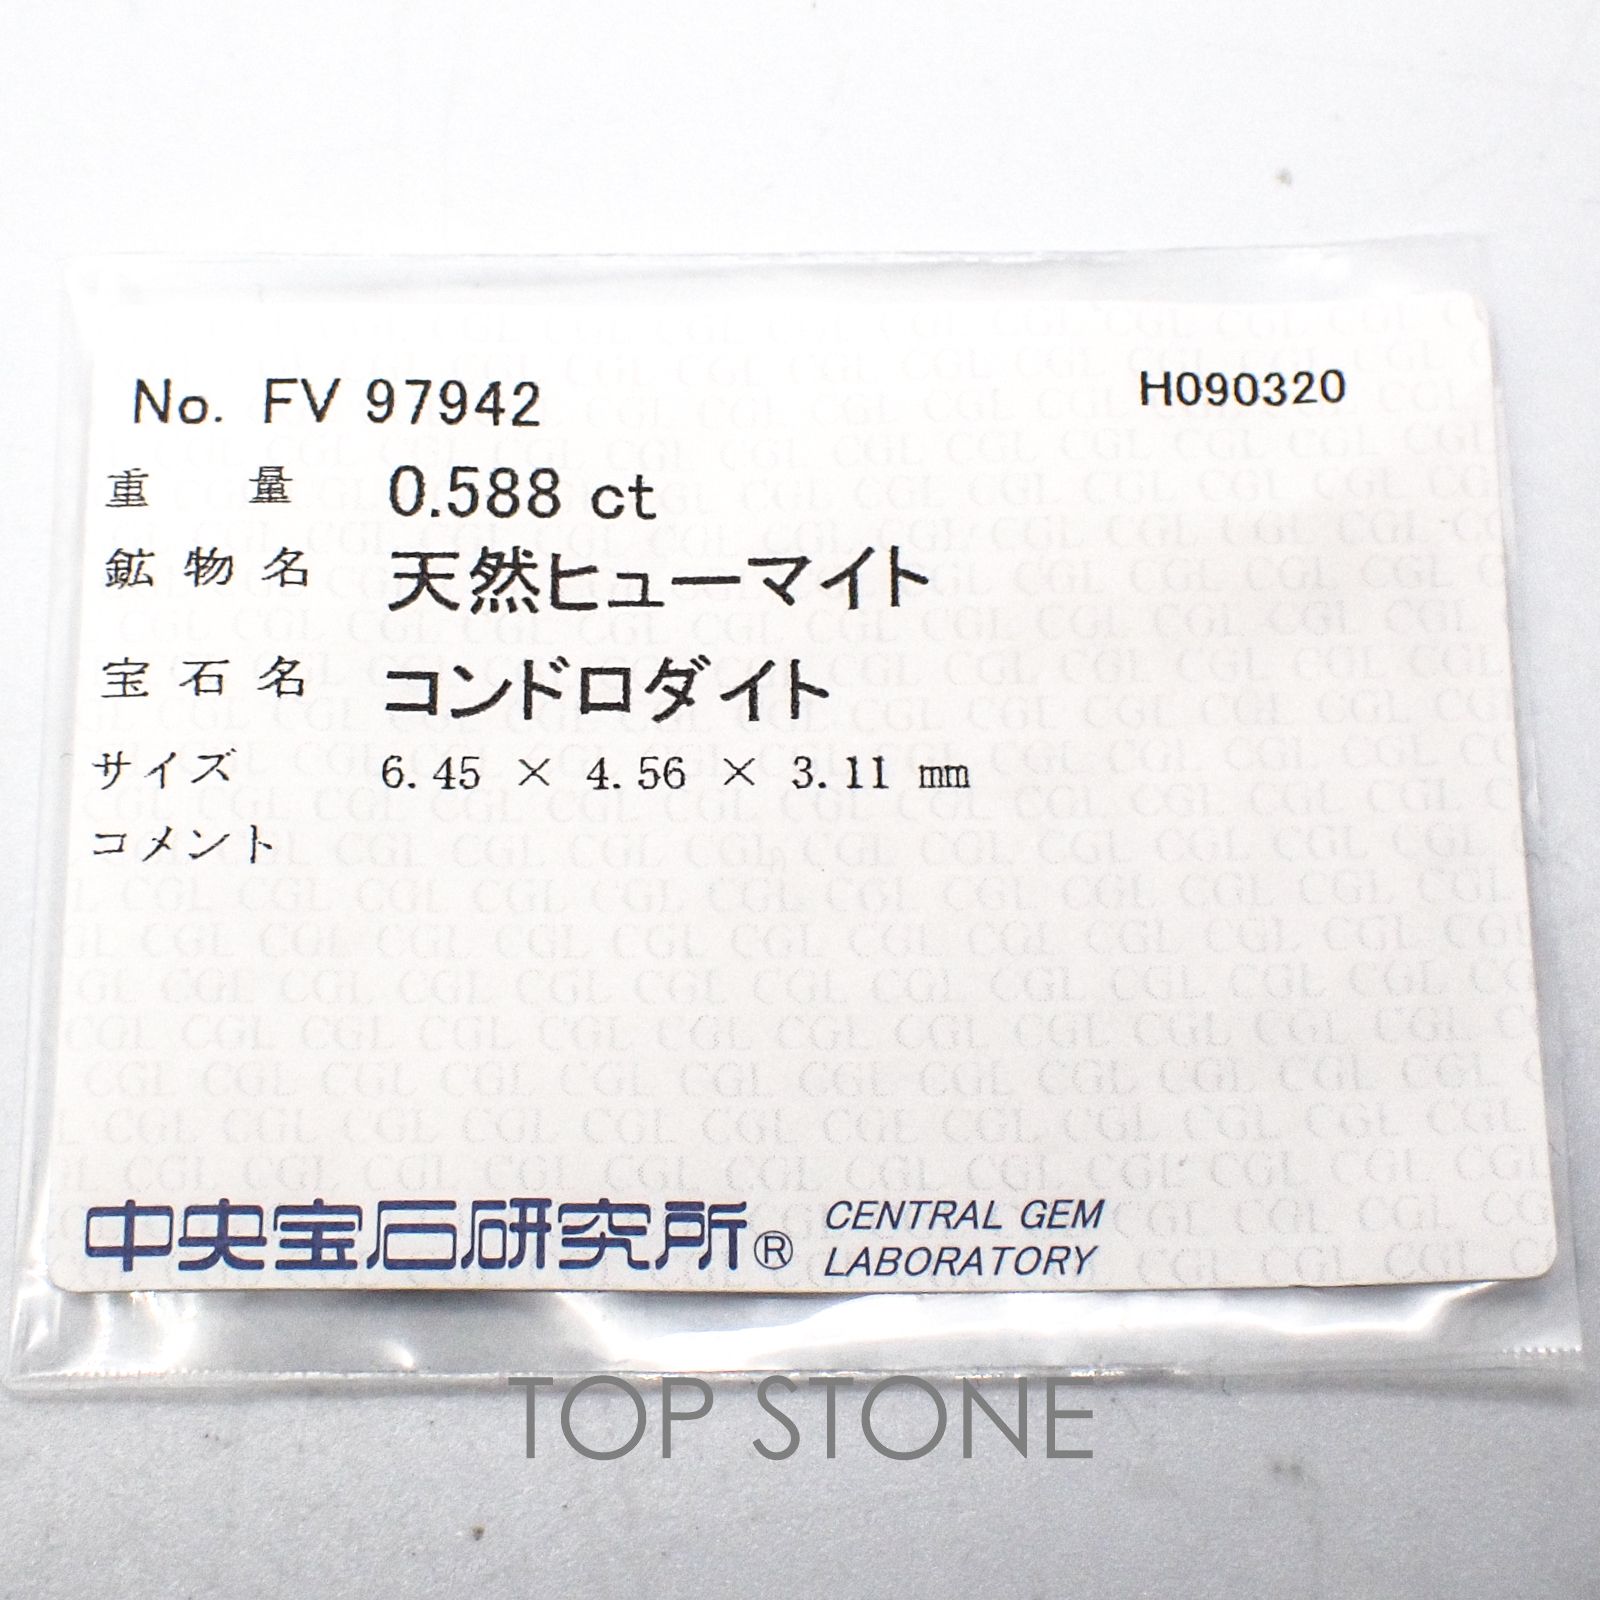 No. FV 97942 H090320
重量 0.588 ct
鉱物名 天然ヒューマイト
宝石名 コンドロダイト
サイズ 6.45 × 4.56 × 3.11 mm
コメント
中央宝石研究所® CENTRAL GEM
LABORATORY
TOP STONE